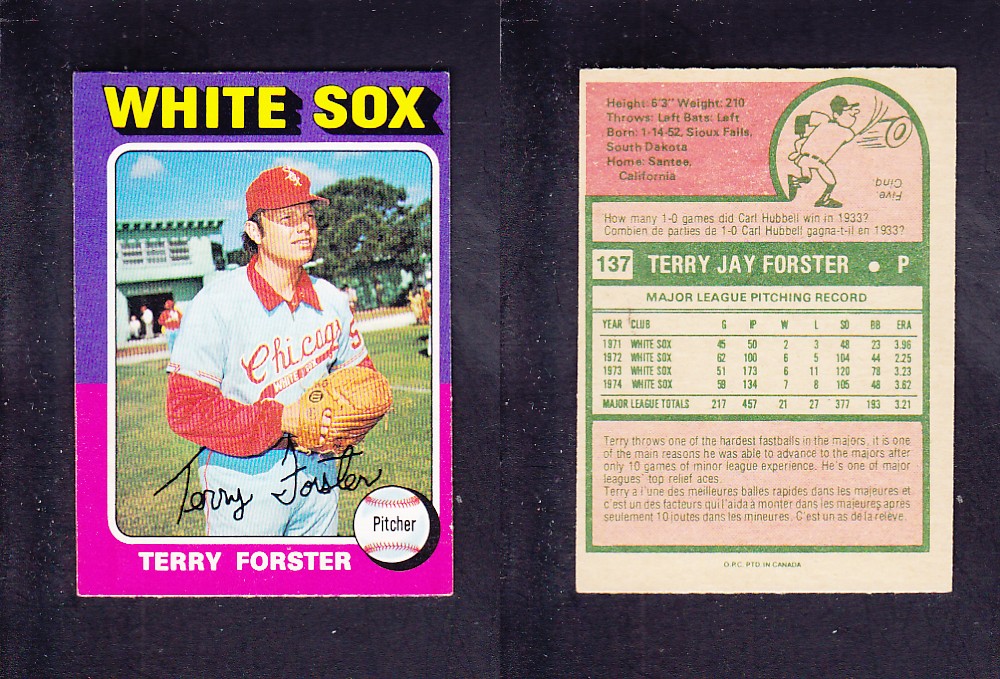 WHITE SOX
Chicago
WHITE
Terry Forster
Pitcher
TERRY FORSTER
Height: 6'3" Weight: 210
Throws: Left Bats: Left
Born: 1-14-52, Sioux Falls,
South Dakota
Home: Santee,
California
Five.
Cinq
How many 1-0 games did Carl Hubbell win in 1933?
Combien de parties de 1-0 Carl Hubbell gagna-t-il en 1933?
137 TERRY JAY FORSTER • P
MAJOR LEAGUE PITCHING RECORD
YEAR CLUB G IP W L SO BB ERA
1971 WHITE SOX 45 50 2 3 48 23 3.96
1972 WHITE SOX 62 100 6 5 104 44 2.25
1973 WHITE SOX 51 173 6 11 120 78 3.23
1974 WHITE SOX 59 134 7 8 105 48 3.62
MAJOR LEAGUE TOTALS 217 457 21 27 377 193 3.21
Terry throws one of the hardest fastballs in the majors, it is one
of the main reasons he was able to advance to the majors after
only 10 games of minor league experience. He's one of major
leagues' top relief aces.
Terry a l'une des meilleures balles rapides dans les majeures et
c'est un des facteurs qui l'aida à monter dans les majeures après
seulement 10 joutes dans les mineures. C'est un as de la relève.
O.P.C. PTD. IN CANADA